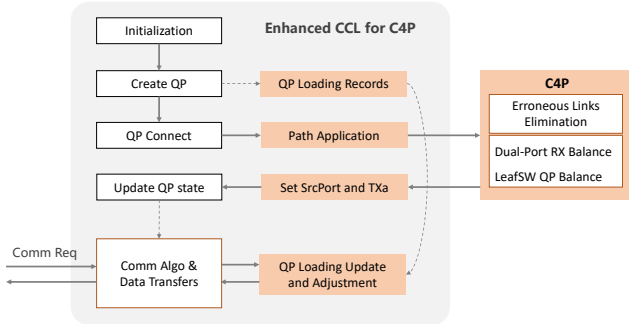 Initialization
Enhanced CCL for C4P
Create QP
QP Loading Records
C4P
Erroneous Links
Elimination
QP Connect
Path Application
Dual-Port RX Balance
LeafSW QP Balance
Update QP state
Set SrcPort and TXa
Comm Req
Comm Algo &
Data Transfers
QP Loading Update
and Adjustment